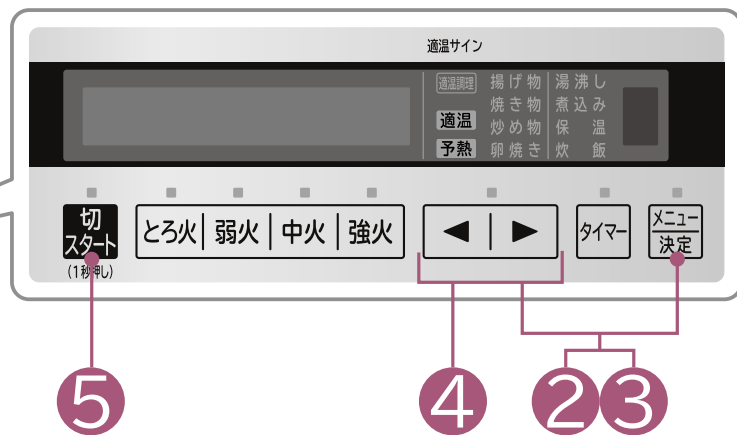 適温サイン
適温調理 揚げ物 湯沸し
焼き物 煮込み
適温 炒め物 保温
予熱 卵焼き 炊飯
切スタート とろ火 弱火 中火 強火 ◀ ▶ タイマー メニュー決定
(1秒押し)
5 4 2 3